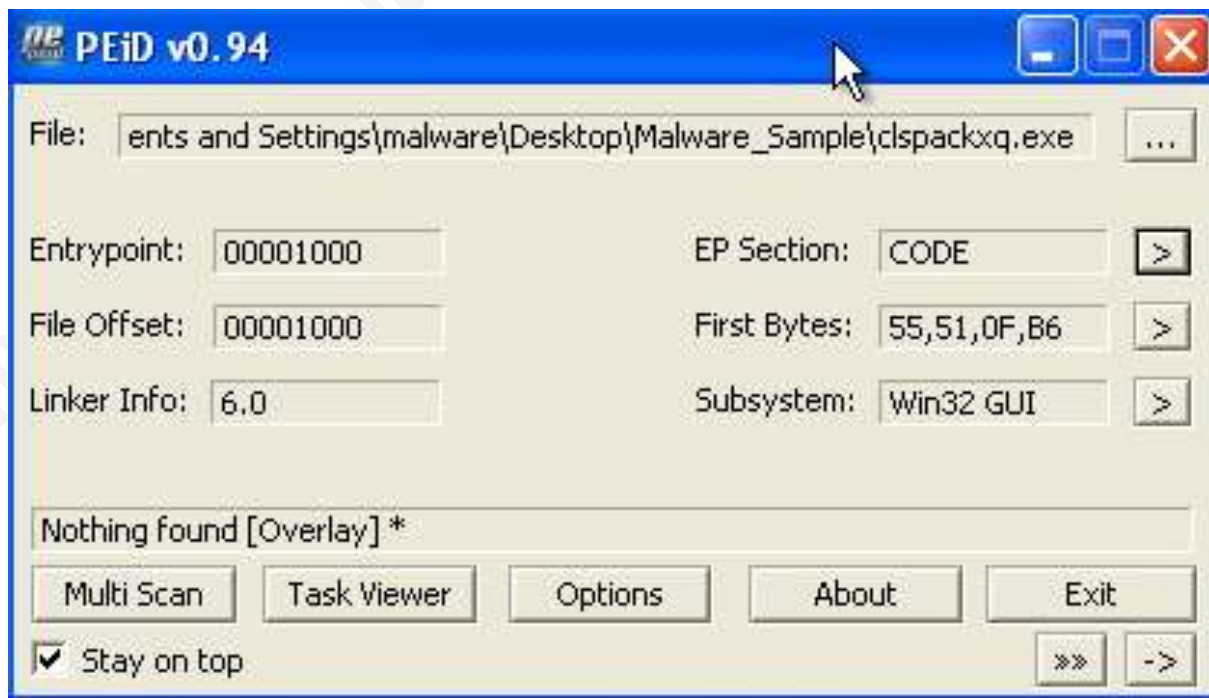 PEiD v0.94
File: ents and Settings\malware\Desktop\Malware_Sample\clspackxq.exe ...
Entrypoint: 00001000 EP Section: CODE >
File Offset: 00001000 First Bytes: 55,51,0F,B6 >
Linker Info: 6.0 Subsystem: Win32 GUI >
Nothing found [Overlay] *
Multi Scan Task Viewer Options About Exit
Stay on top »» ->